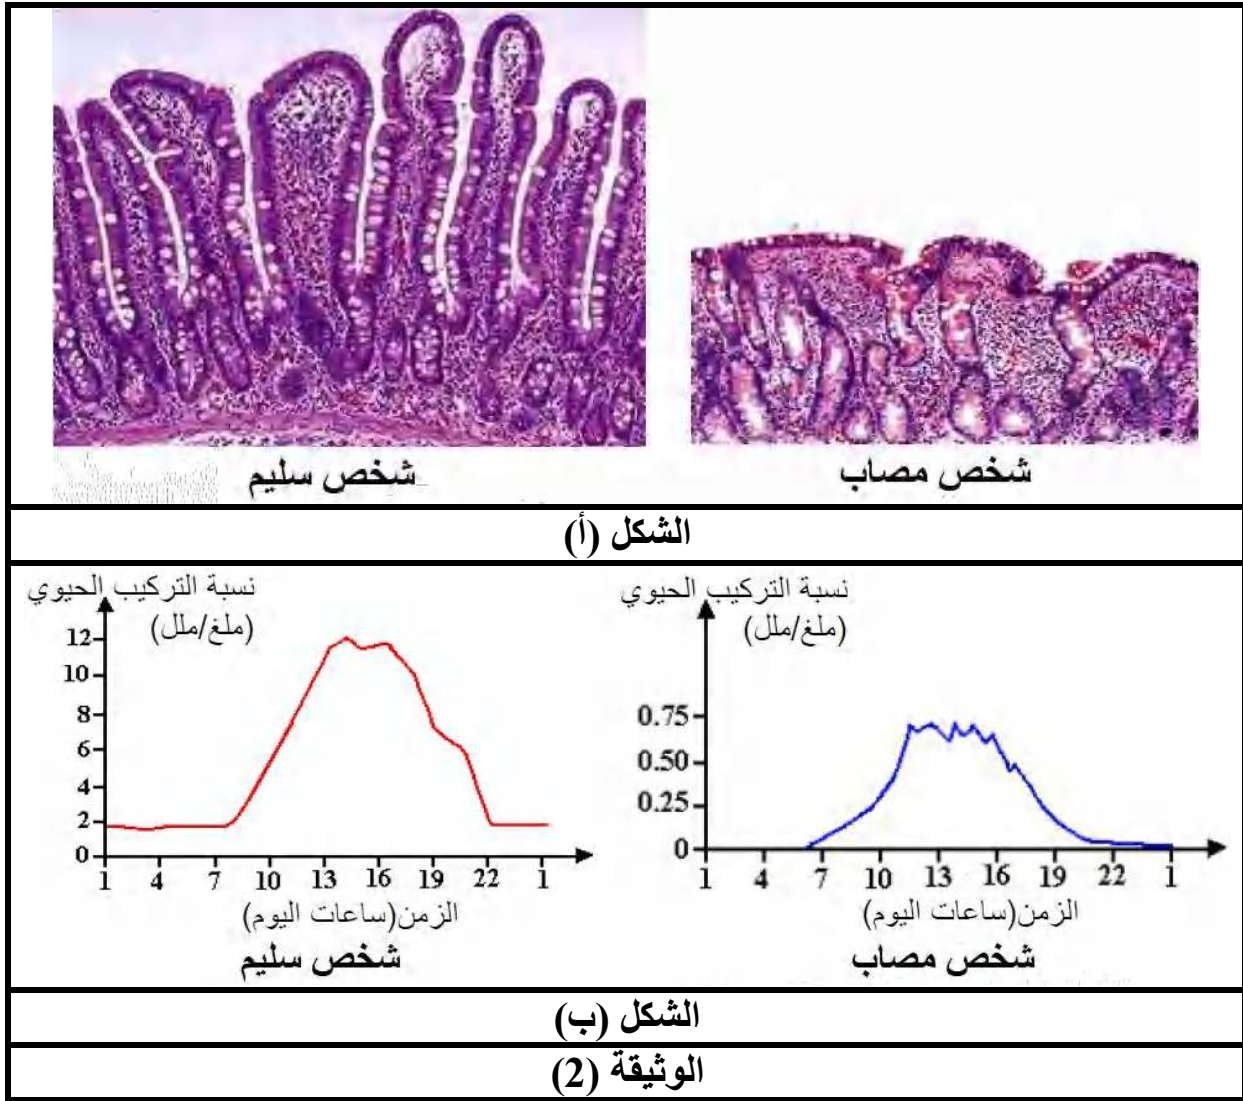 شخص سليم
شخص مصاب
الشكل (أ)
نسبة التركيب الحيوي
(ملغ/ملل)
12
10
8
6
4
2
0
1 4 7 10 13 16 19 22 1
الزمن(ساعات اليوم)
شخص سليم
نسبة التركيب الحيوي
(ملغ/ملل)
0.75
0.50
0.25
0
1 4 7 10 13 16 19 22 1
الزمن(ساعات اليوم)
شخص مصاب
الشكل (ب)
الوثيقة (2)